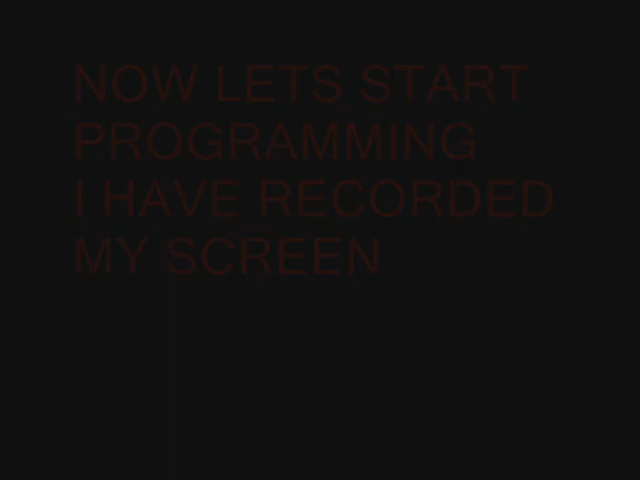 NOW LETS START
PROGRAMMING
I HAVE RECORDED
MY SCREEN